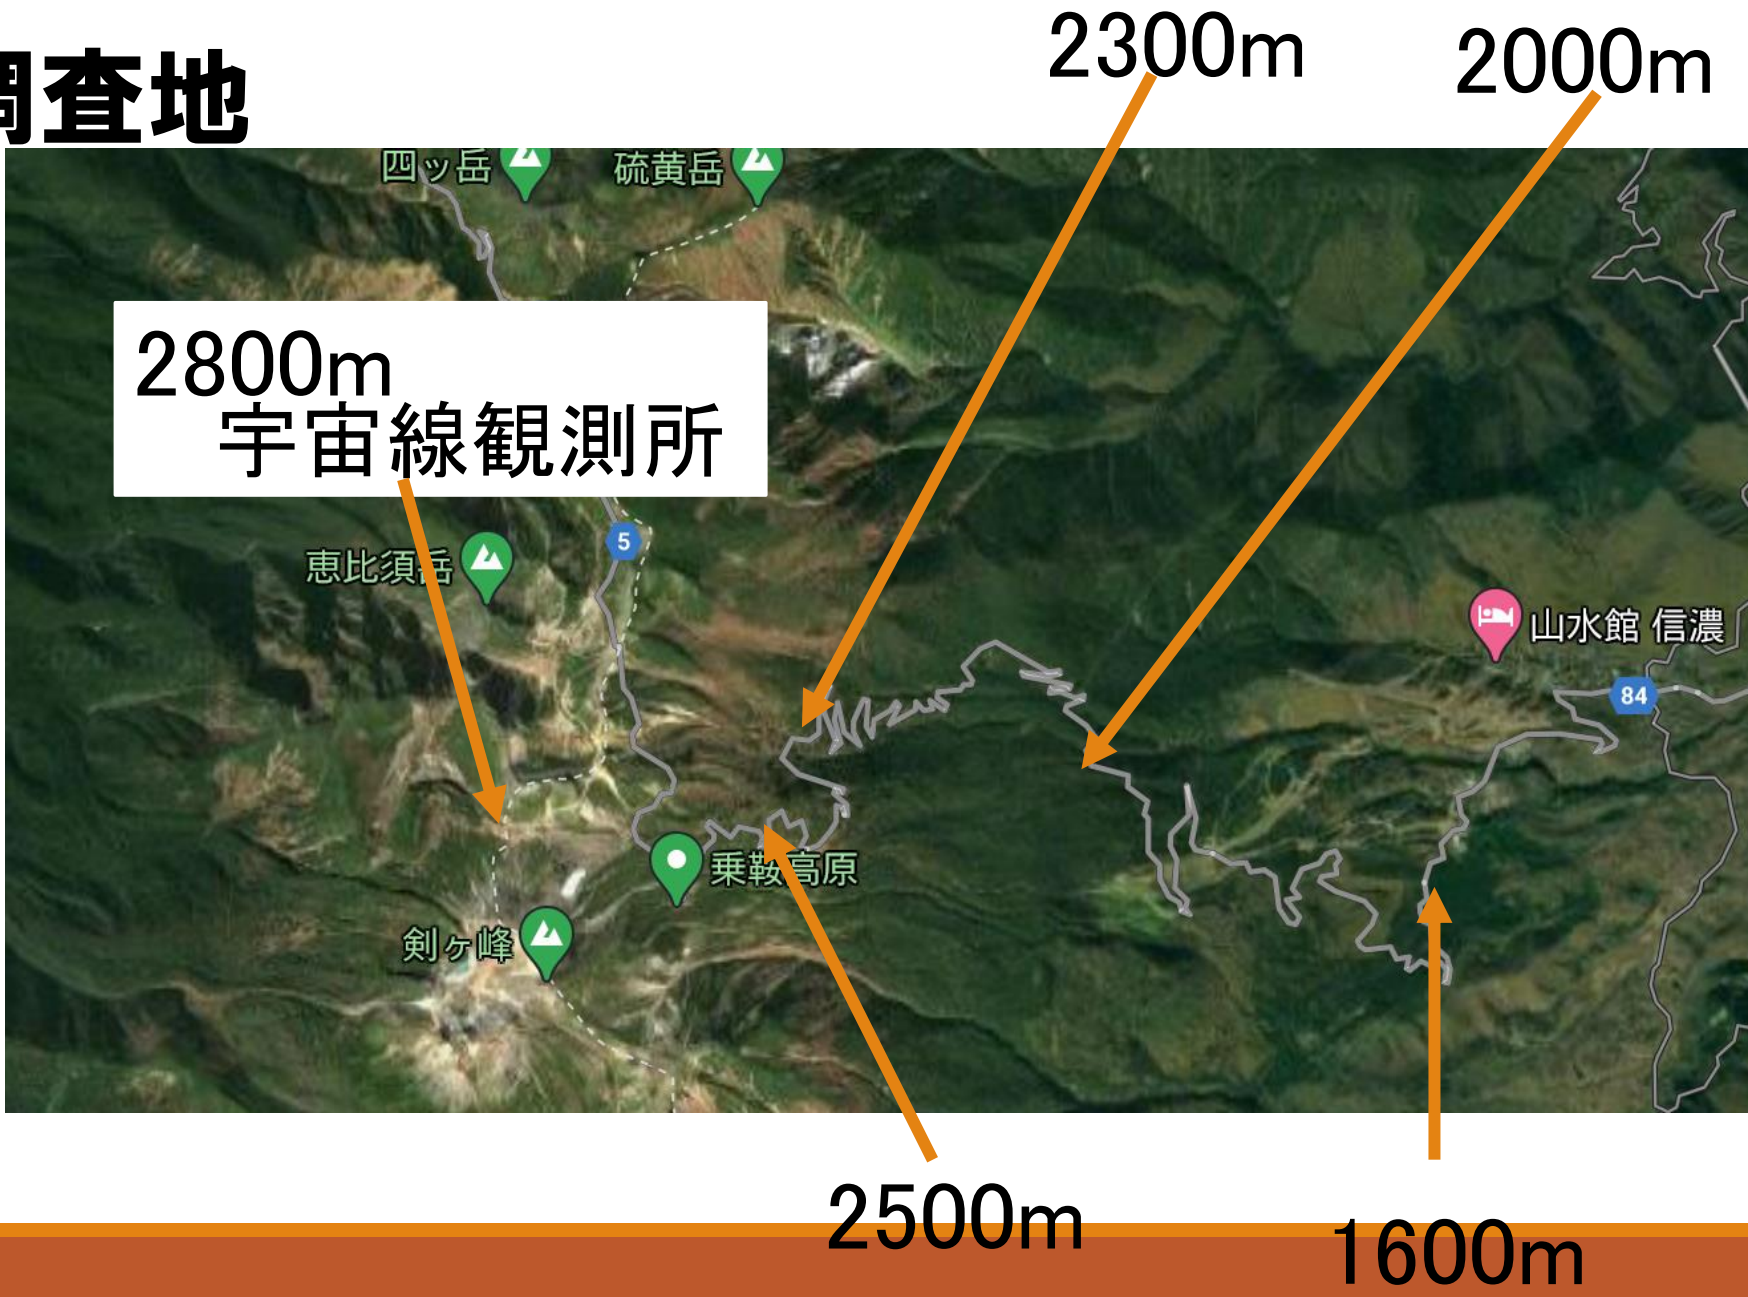 調査地
2300m
2000m
四ッ岳
硫黄岳
2800m
宇宙線観測所
5
恵比須岳
山水館 信濃
84
乗鞍高原
剣ヶ峰
2500m
1600m